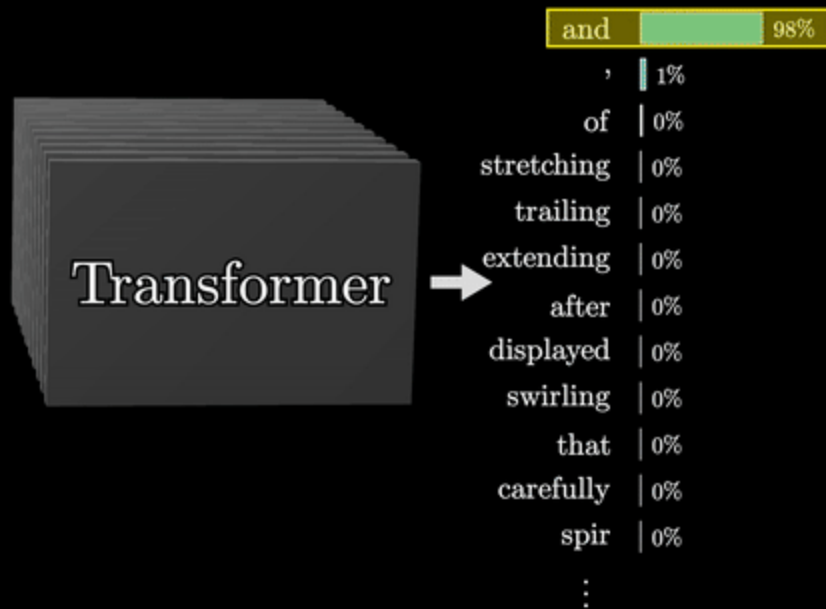 and 98%
, 1%
of 0%
stretching 0%
trailing 0%
extending 0%
Transformer
after 0%
displayed 0%
swirling 0%
that 0%
carefully 0%
spir 0%
⋮